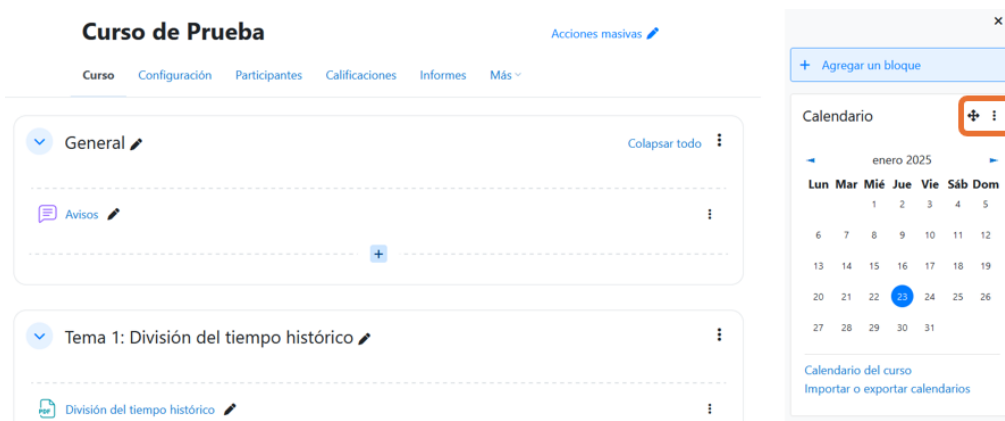 Curso de Prueba
Acciones masivas
Curso Configuración Participantes Calificaciones Informes Más
General
Colapsar todo
Avisos
+
Tema 1: División del tiempo histórico
PDF
División del tiempo histórico
×
+ Agregar un bloque
Calendario
enero 2025
Lun Mar Mié Jue Vie Sáb Dom
1 2 3 4 5
6 7 8 9 10 11 12
13 14 15 16 17 18 19
20 21 22 23 24 25 26
27 28 29 30 31
Calendario del curso
Importar o exportar calendarios